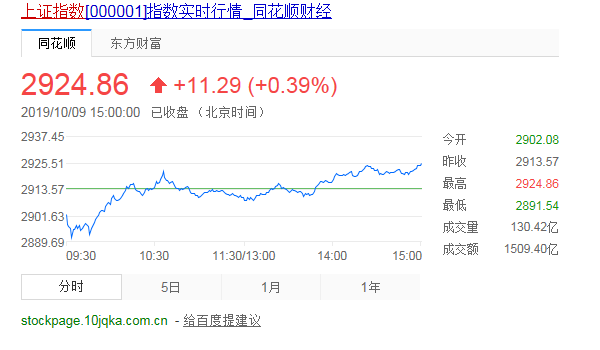 上证指数[000001]指数实时行情_同花顺财经
同花顺 东方财富
2924.86 +11.29 (+0.39%)
2019/10/09 15:00:00 已收盘 （北京时间）
2937.45
2925.51
2913.57
2901.63
2889.69
09:30 10:30 11:30/13:00 14:00 15:00
今开 2902.08
昨收 2913.57
最高 2924.86
最低 2891.54
成交量 130.42亿
成交额 1509.40亿
分时 5日 1月 1年
stockpage.10jqka.com.cn - 给百度提建议